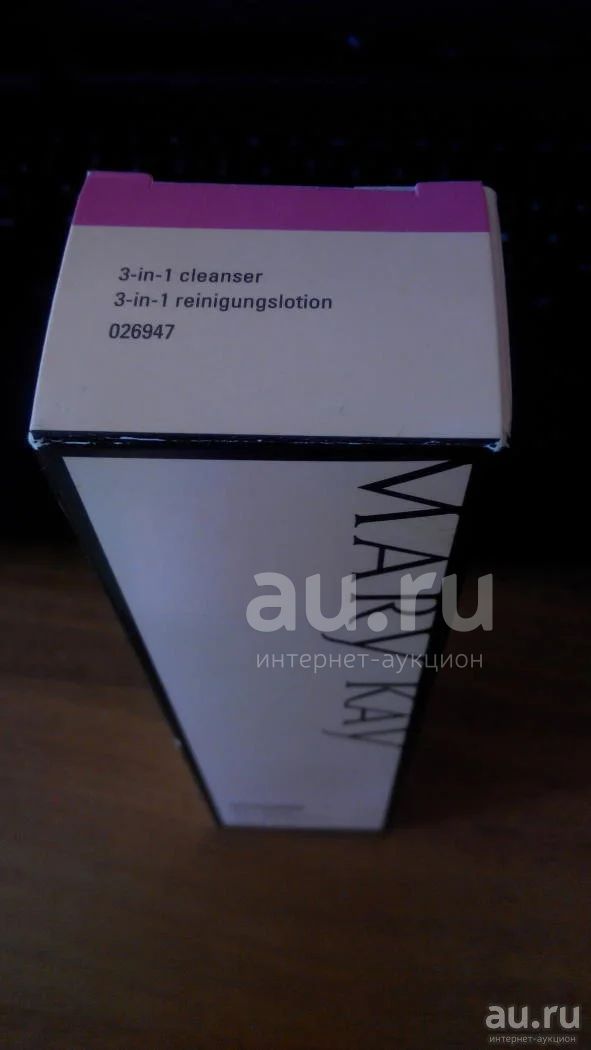 3-in-1 cleanser
3-in-1 reinigungslotion
026947
MARY KAY
au.ru
интернет-аукцион
au.ru
интернет-аукцион